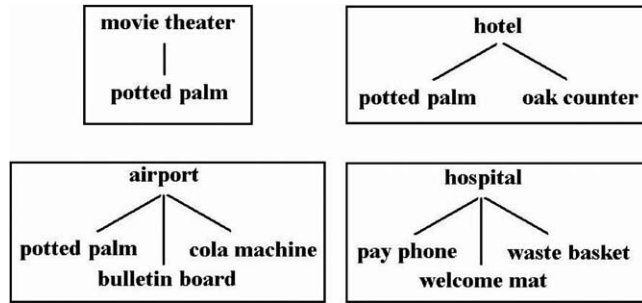 movie theater
potted palm
hotel
potted palm oak counter
airport
potted palm cola machine
bulletin board
hospital
pay phone waste basket
welcome mat